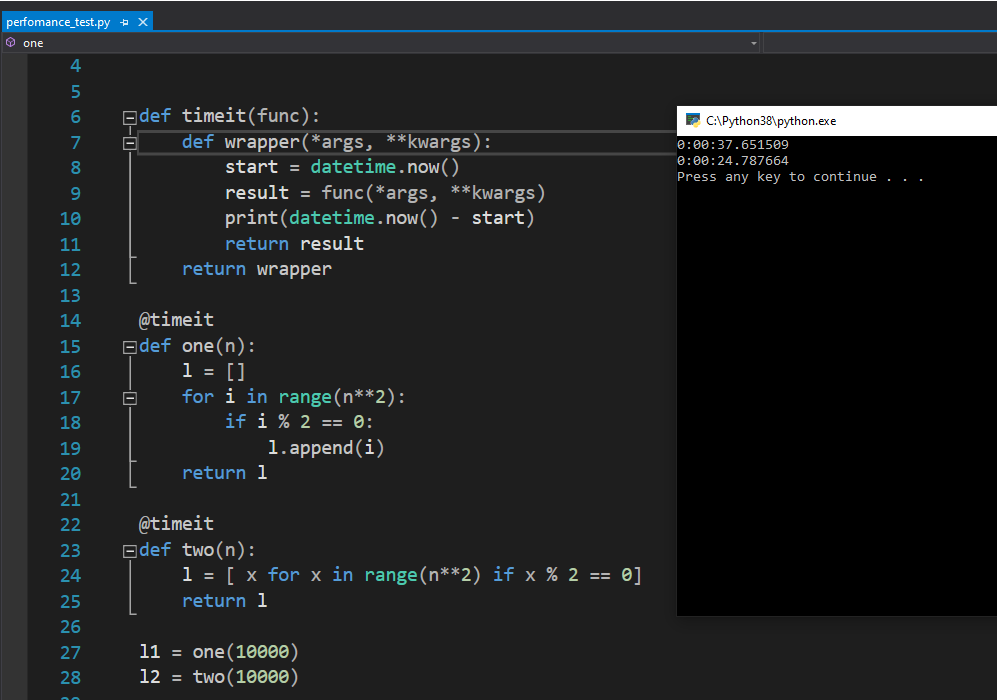 perfomance_test.py
one
4
5
6 def timeit(func):
7     def wrapper(*args, **kwargs):
8         start = datetime.now()
9         result = func(*args, **kwargs)
10         print(datetime.now() - start)
11         return result
12     return wrapper
13
14 @timeit
15 def one(n):
16     l = []
17     for i in range(n**2):
18         if i % 2 == 0:
19             l.append(i)
20     return l
21
22 @timeit
23 def two(n):
24     l = [ x for x in range(n**2) if x % 2 == 0]
25     return l
26
27 l1 = one(10000)
28 l2 = two(10000)
C:\Python38\python.exe
0:00:37.651509
0:00:24.787664
Press any key to continue . . .